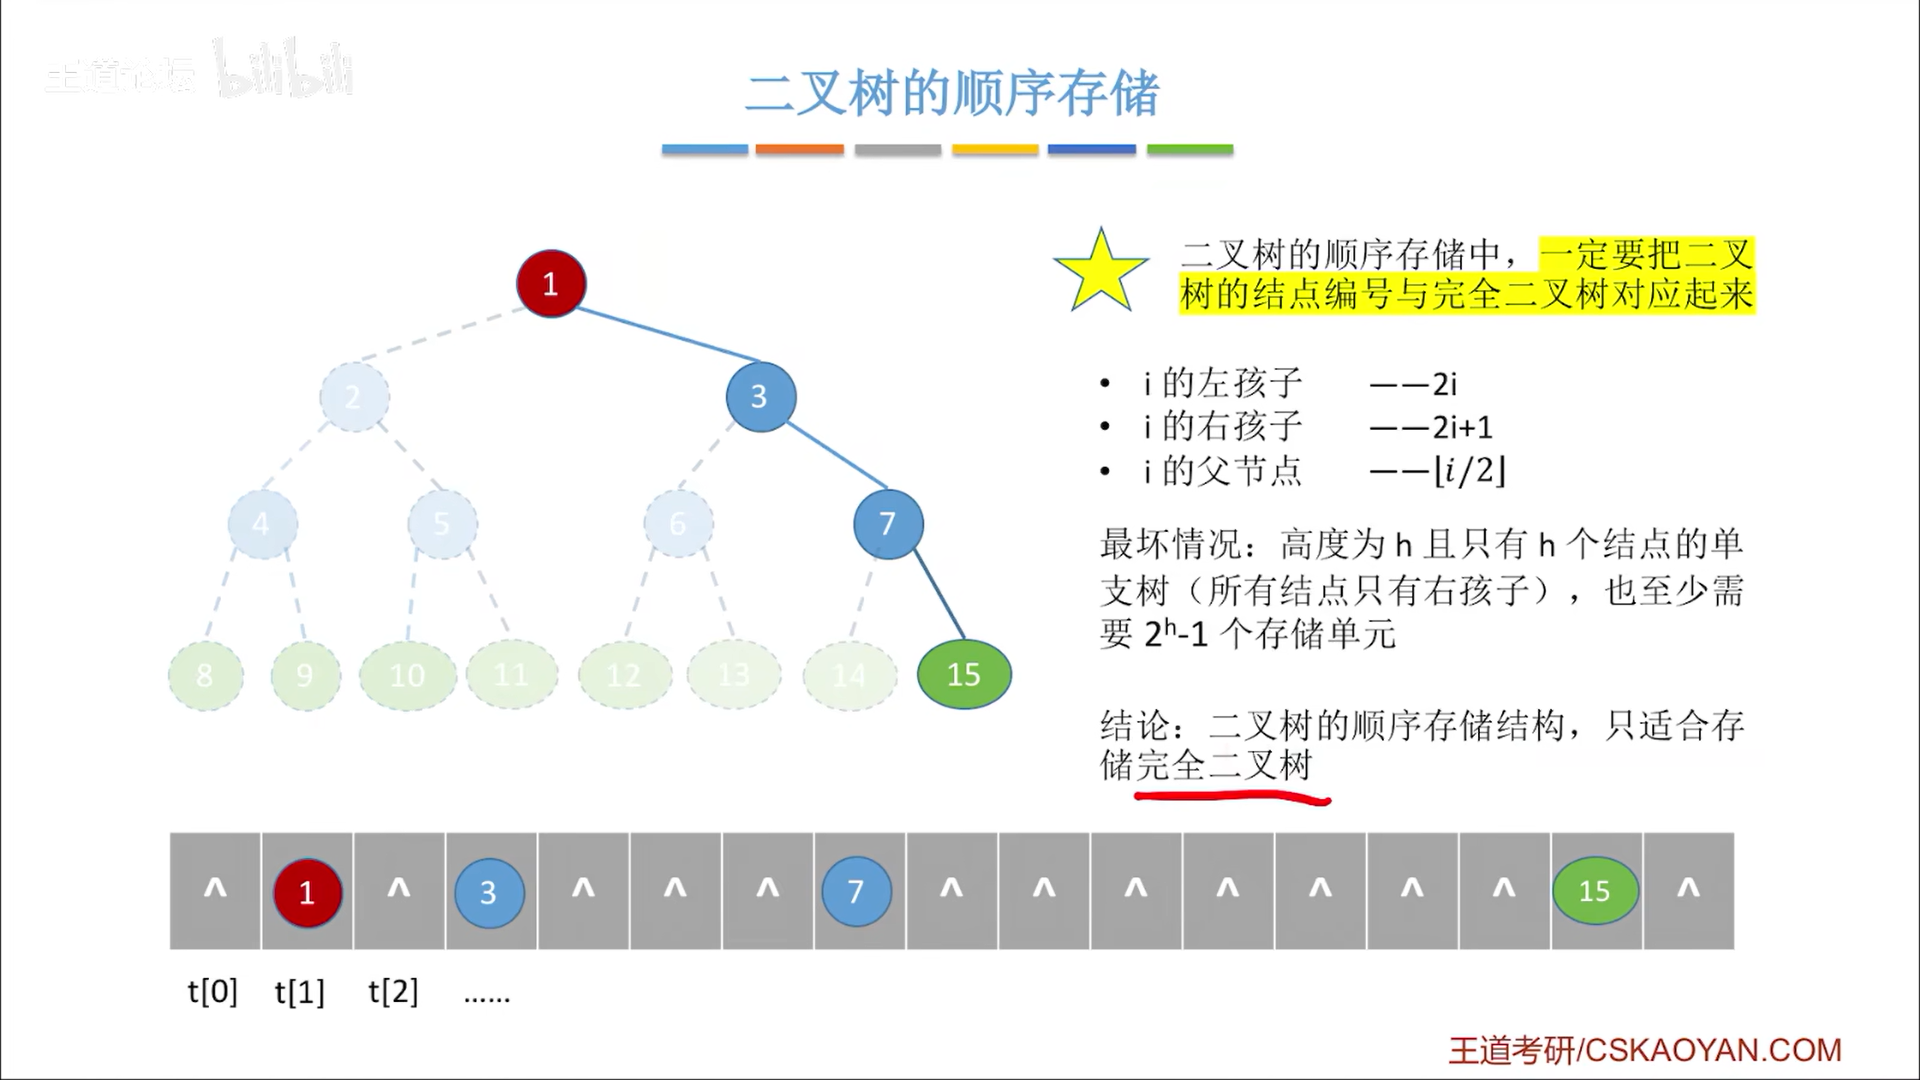 王道论坛 bilibili
二叉树的顺序存储
二叉树的顺序存储中，一定要把二叉
树的结点编号与完全二叉树对应起来
• i 的左孩子 ——2i
• i 的右孩子 ——2i+1
• i 的父节点 ——⌊i/2⌋
最坏情况：高度为 h 且只有 h 个结点的单
支树（所有结点只有右孩子），也至少需
要 2ʰ-1 个存储单元
结论：二叉树的顺序存储结构，只适合存
储完全二叉树
1
2 3
4 5 6 7
8 9 10 11 12 13 14 15
^ 1 ^ 3 ^ ^ ^ 7 ^ ^ ^ ^ ^ ^ ^ 15 ^
t[0] t[1] t[2] ……
王道考研/CSKAOYAN.COM